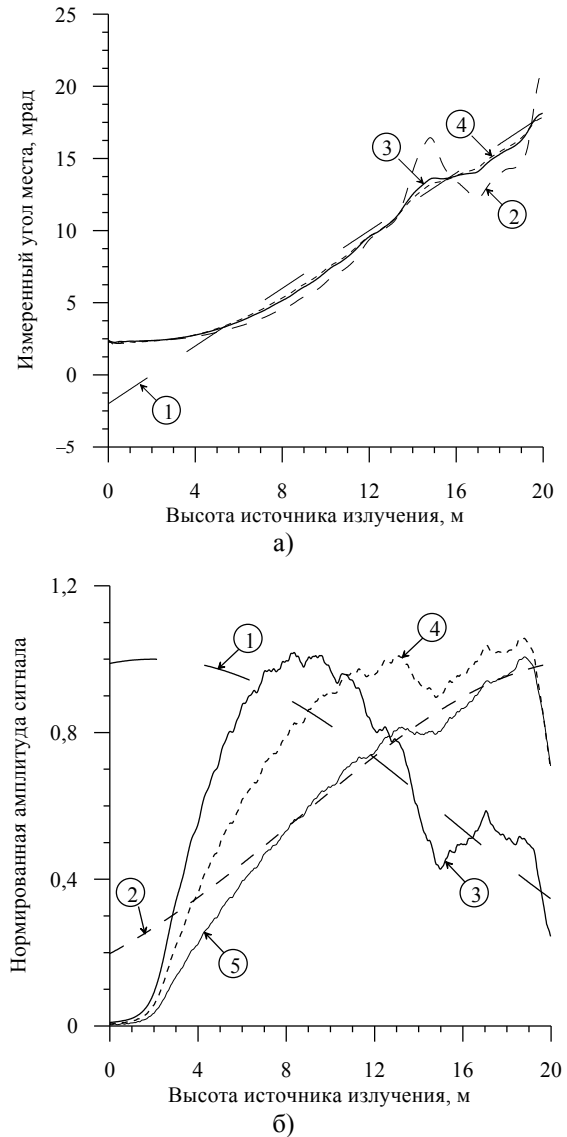 25
20
15
10
5
0
–5
Измеренный угол места, мрад
4
3
2
1
0 4 8 12 16 20
Высота источника излучения, м
а)
1,2
0,8
0,4
0
Нормированная амплитуда сигнала
1
4
2
3
5
0 4 8 12 16 20
Высота источника излучения, м
б)